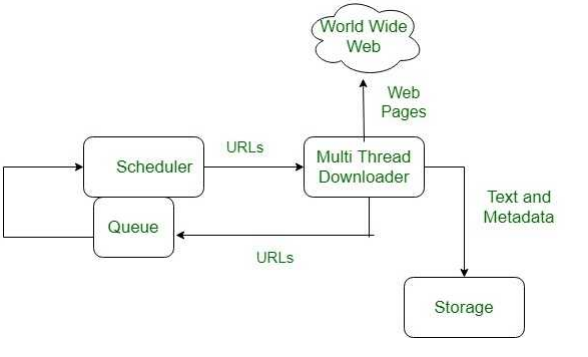 World Wide
Web
Web
Pages
URLs
Scheduler
Multi Thread
Downloader
Text and
Metadata
Queue
URLs
Storage